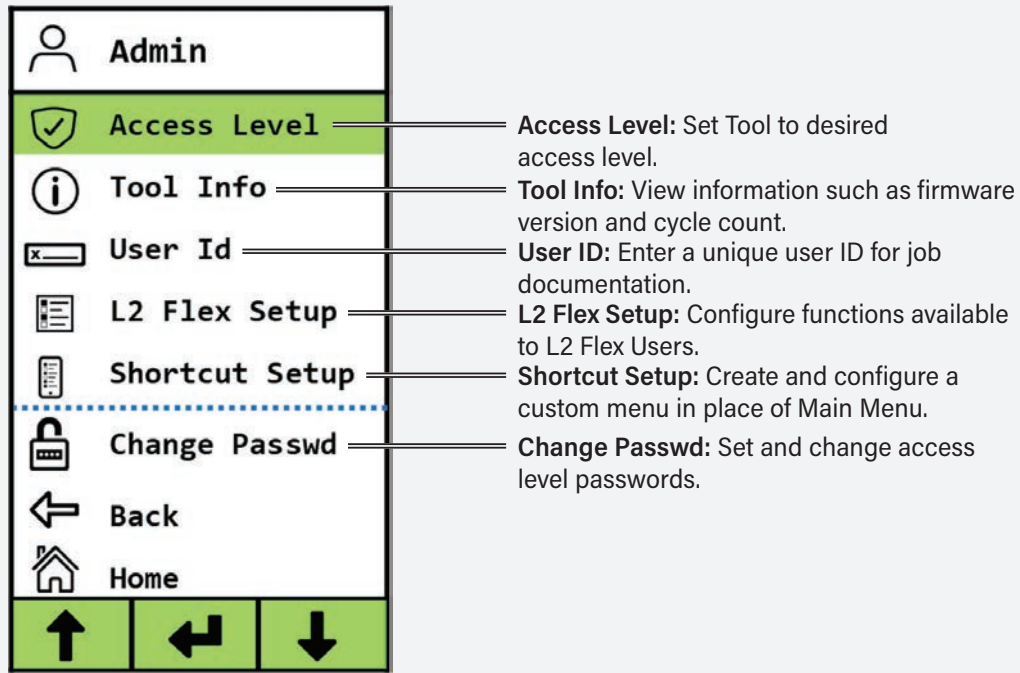 Admin
Access Level
Tool Info
User Id
L2 Flex Setup
Shortcut Setup
Change Passwd
Back
Home
Access Level: Set Tool to desired
access level.
Tool Info: View information such as firmware
version and cycle count.
User ID: Enter a unique user ID for job
documentation.
L2 Flex Setup: Configure functions available
to L2 Flex Users.
Shortcut Setup: Create and configure a
custom menu in place of Main Menu.
Change Passwd: Set and change access
level passwords.